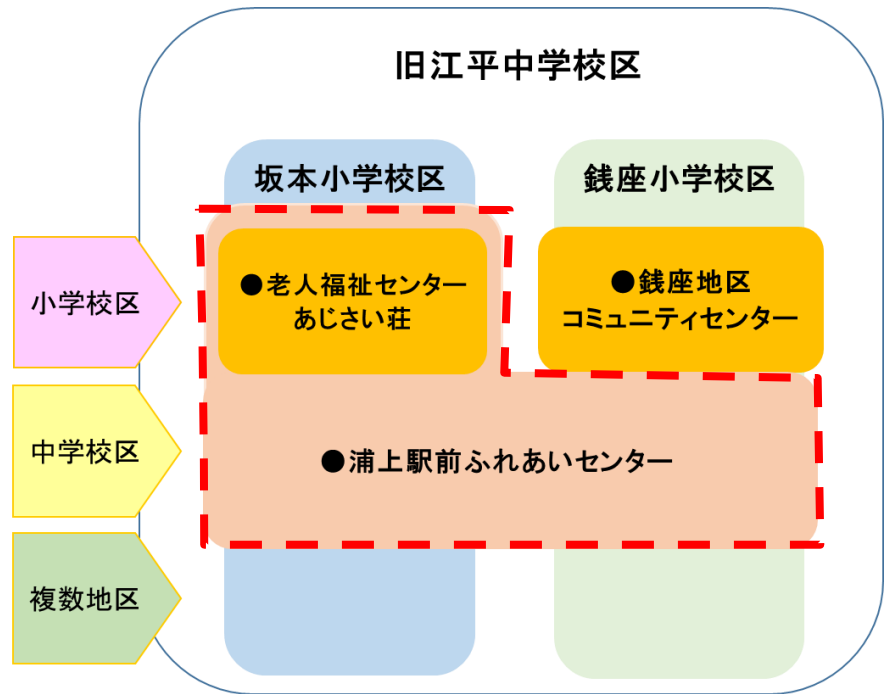 旧江平中学校区
坂本小学校区
銭座小学校区
小学校区
●老人福祉センター
あじさい荘
●銭座地区
コミュニティセンター
中学校区
●浦上駅前ふれあいセンター
複数地区